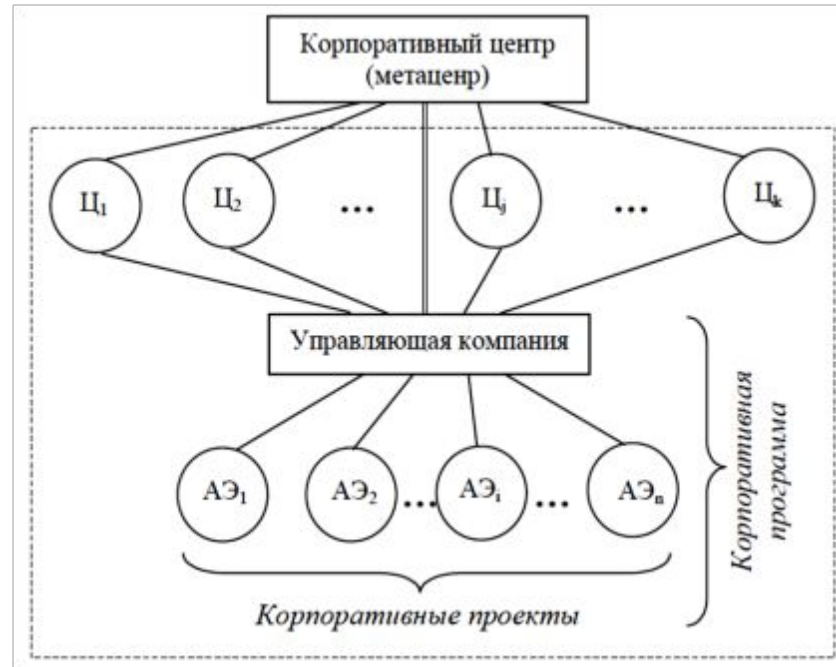 Корпоративный центр
(метаценр)
Ц₁ Ц₂ ... Цⱼ ... Цₖ
Управляющая компания
АЭ₁ АЭ₂ ... АЭᵢ ... АЭₙ
Корпоративные проекты
Корпоративная
программа